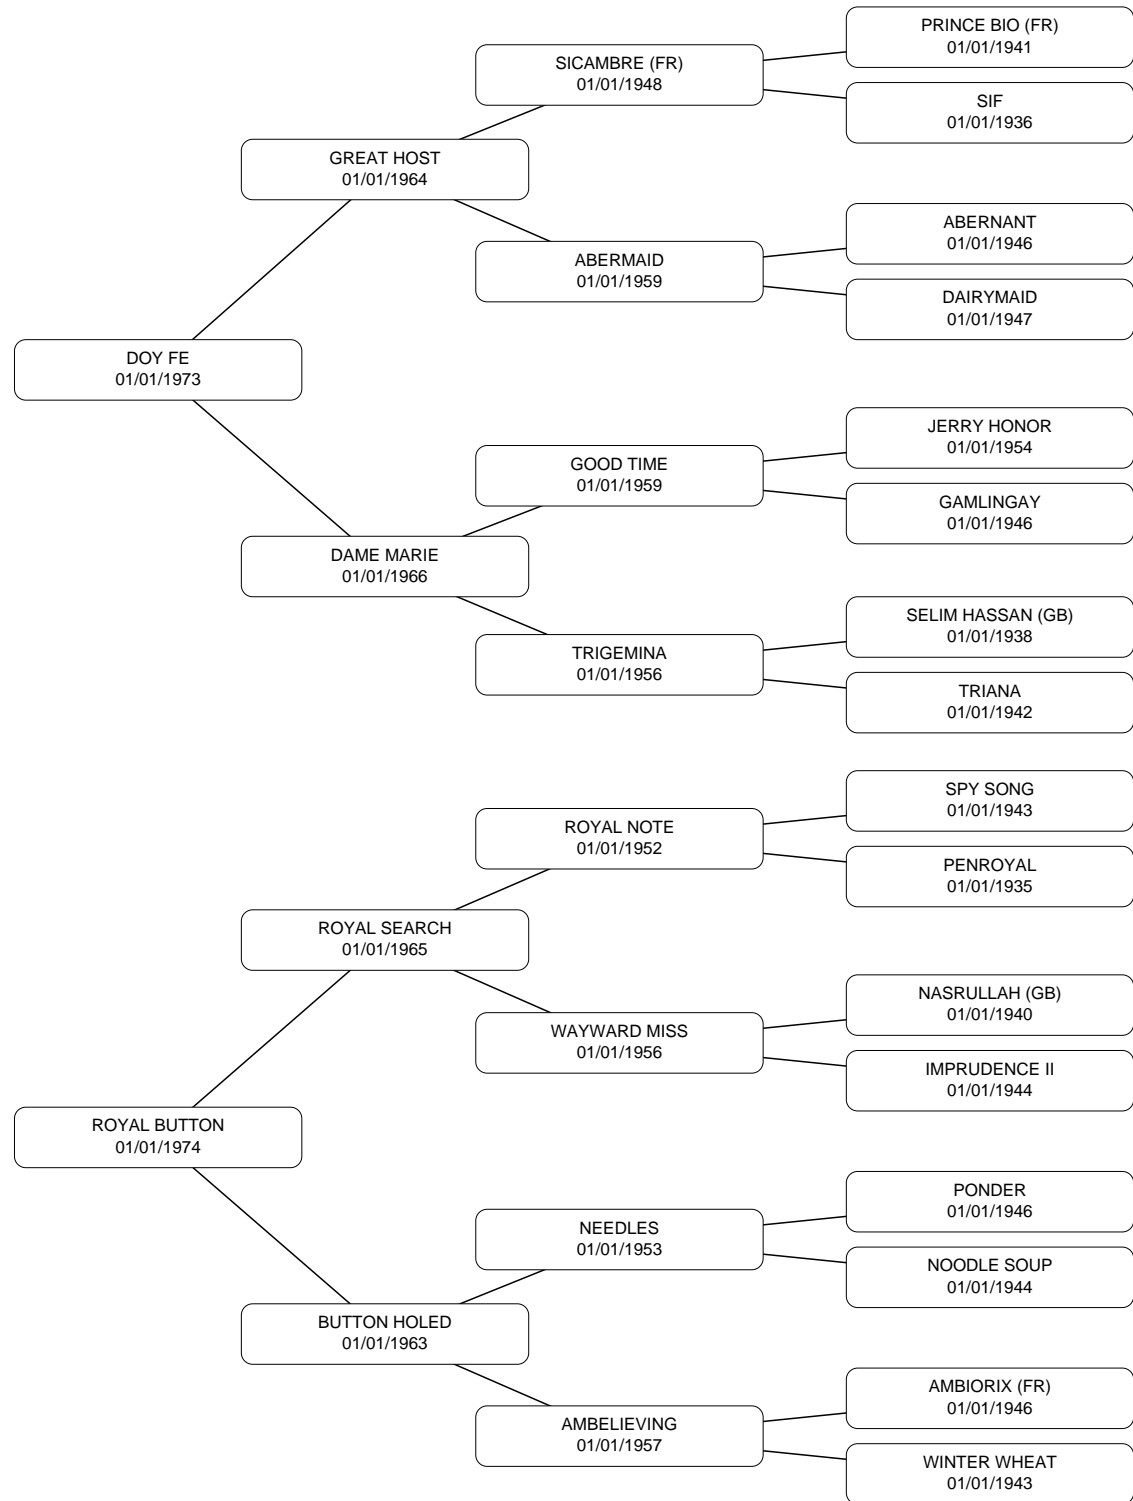 PRINCE BIO (FR)
01/01/1941
SICAMBRE (FR)
01/01/1948
SIF
01/01/1936
GREAT HOST
01/01/1964
ABERNANT
01/01/1946
ABERMAID
01/01/1959
DAIRYMAID
01/01/1947
DOY FE
01/01/1973
JERRY HONOR
01/01/1954
GOOD TIME
01/01/1959
GAMLINGAY
01/01/1946
DAME MARIE
01/01/1966
SELIM HASSAN (GB)
01/01/1938
TRIGEMINA
01/01/1956
TRIANA
01/01/1942
SPY SONG
01/01/1943
ROYAL NOTE
01/01/1952
PENROYAL
01/01/1935
ROYAL SEARCH
01/01/1965
NASRULLAH (GB)
01/01/1940
WAYWARD MISS
01/01/1956
IMPRUDENCE II
01/01/1944
ROYAL BUTTON
01/01/1974
PONDER
01/01/1946
NEEDLES
01/01/1953
NOODLE SOUP
01/01/1944
BUTTON HOLED
01/01/1963
AMBIORIX (FR)
01/01/1946
AMBELIEVING
01/01/1957
WINTER WHEAT
01/01/1943